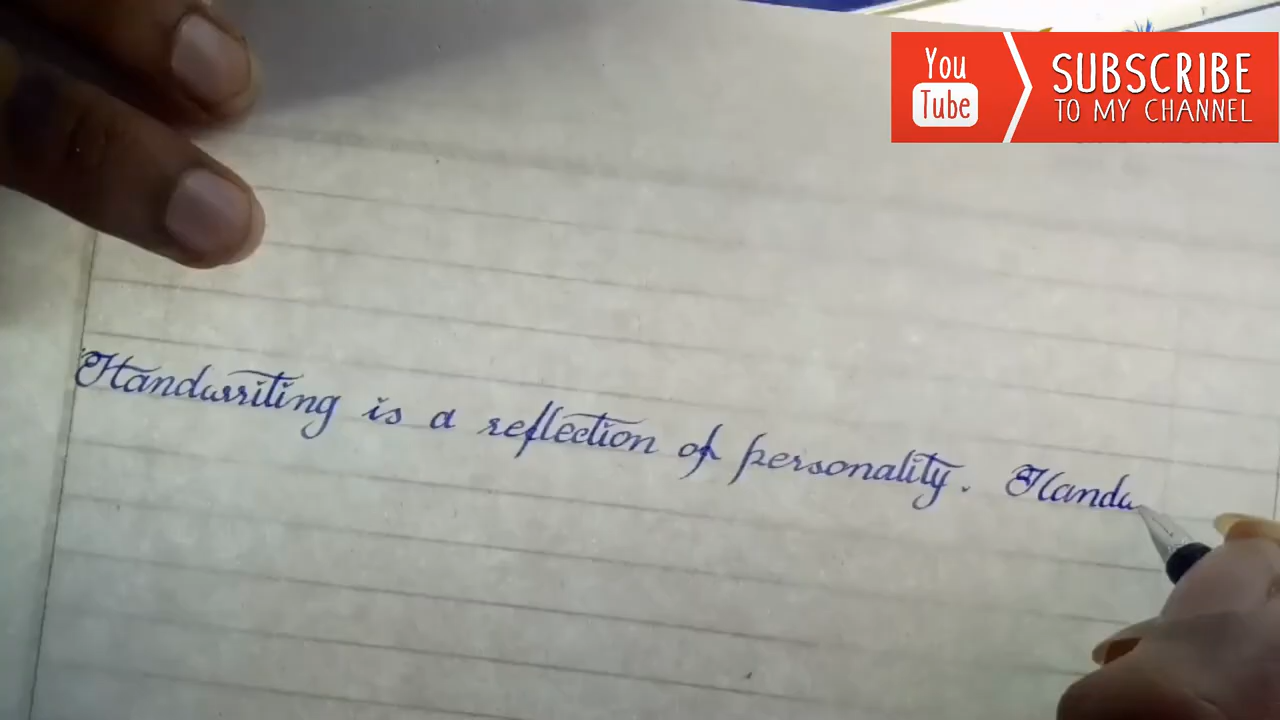 You
Tube
SUBSCRIBE
TO MY CHANNEL
Handwriting is a reflection of personality. Handw